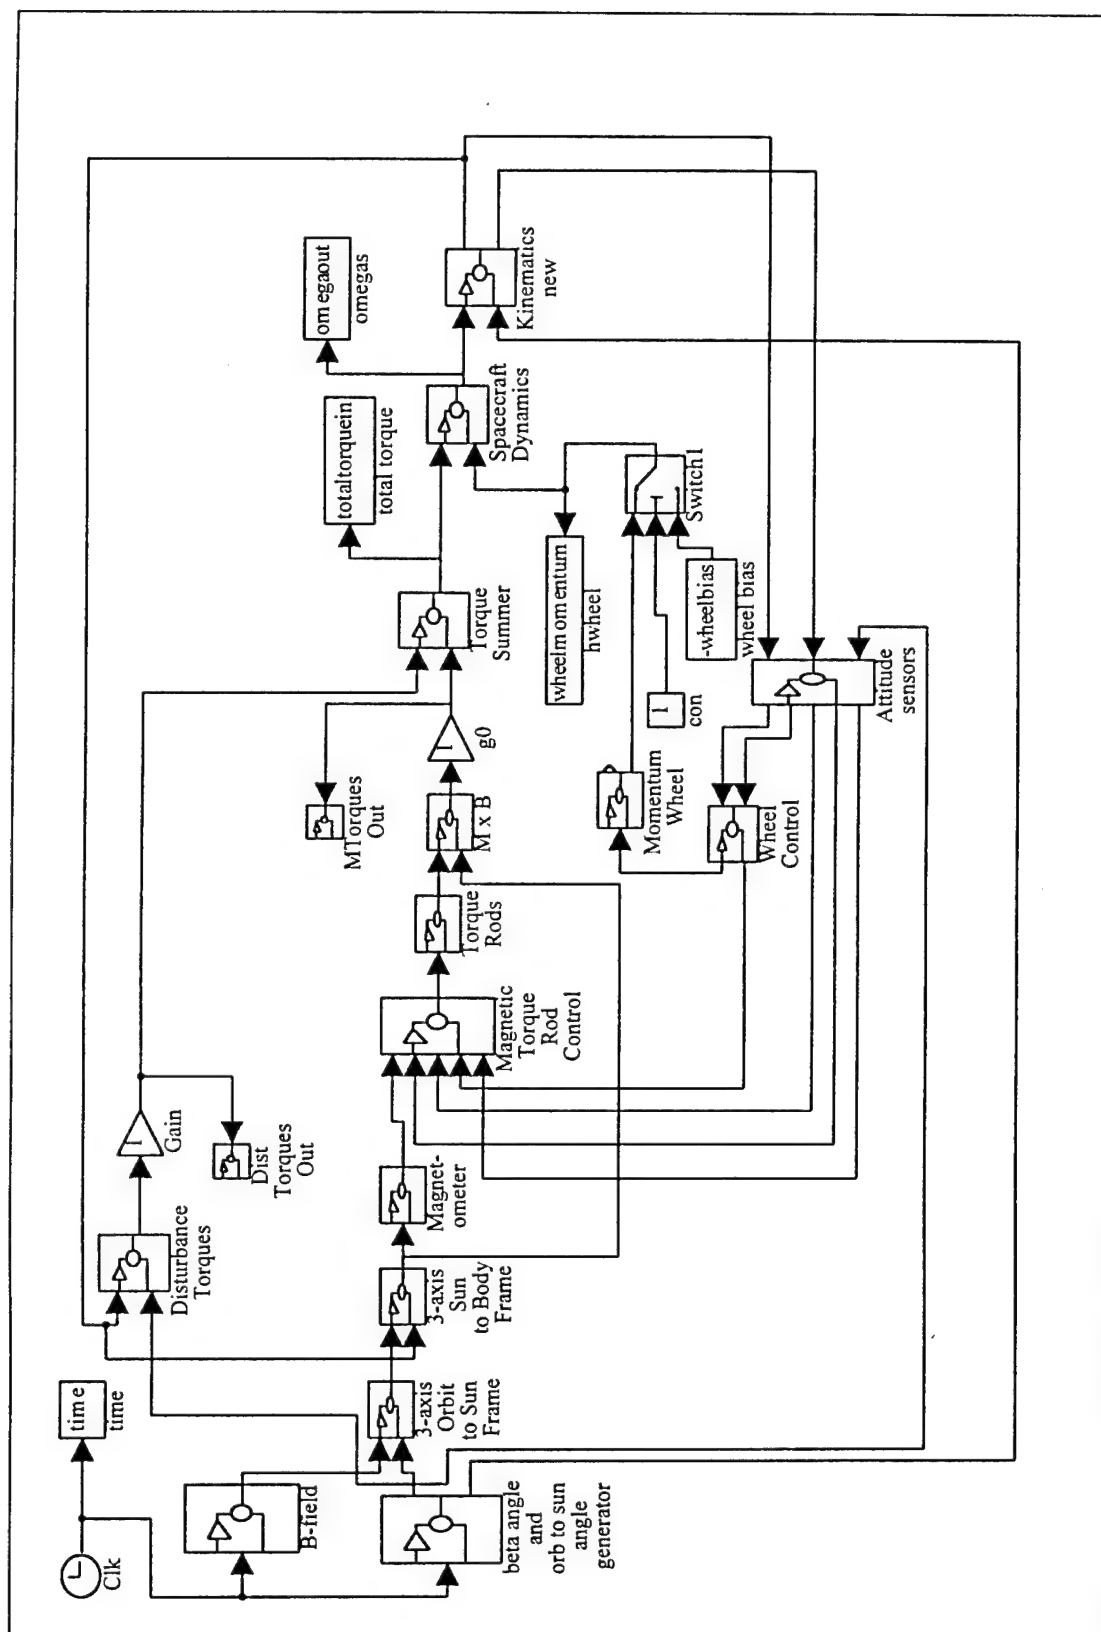 Clk
time
time
B-field
beta angle
and
orb to sun
angle
generator
Disturbance
Torques
Gain
1
Dist
Torques
Out
3-axis
Orbit
to Sun
Frame
3-axis
Sun
to Body
Frame
Magnet-
ometer
Magnetic
Torque
Rod
Control
Torque
Rods
M x B
1
g0
MTorques
Out
Torque
Summer
totaltorquein
total torque
Spacecraft
Dynamics
omegaout
omegas
Kinematics
new
wheelmomentum
hwheel
Switch1
-wheelbias
wheel bias
1
con
Momentum
Wheel
Wheel
Control
Attitude
sensors